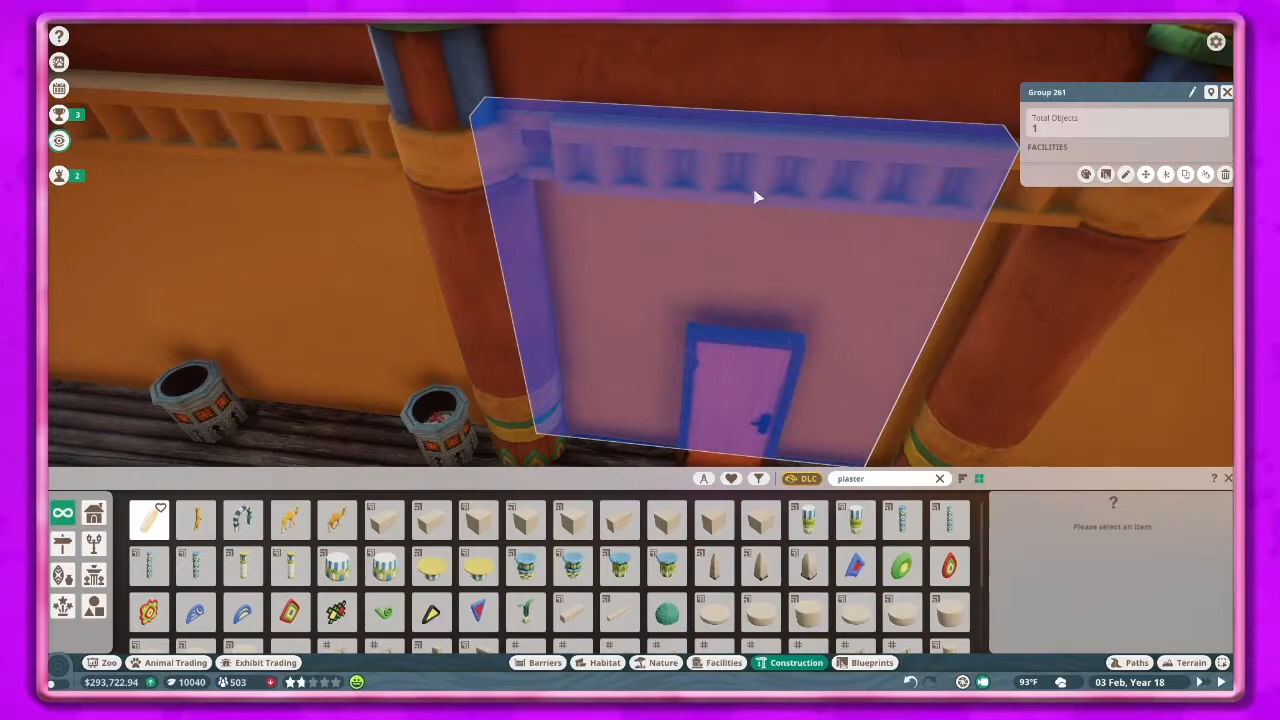 3
2
Group 261
Total Objects
1
FACILITIES
DLC
plaster
?
Please select an item
Zoo
Animal Trading
Exhibit Trading
Barriers
Habitat
Nature
Facilities
Construction
Blueprints
Paths
Terrain
$293,722.94
10040
503
93°F
03 Feb, Year 18